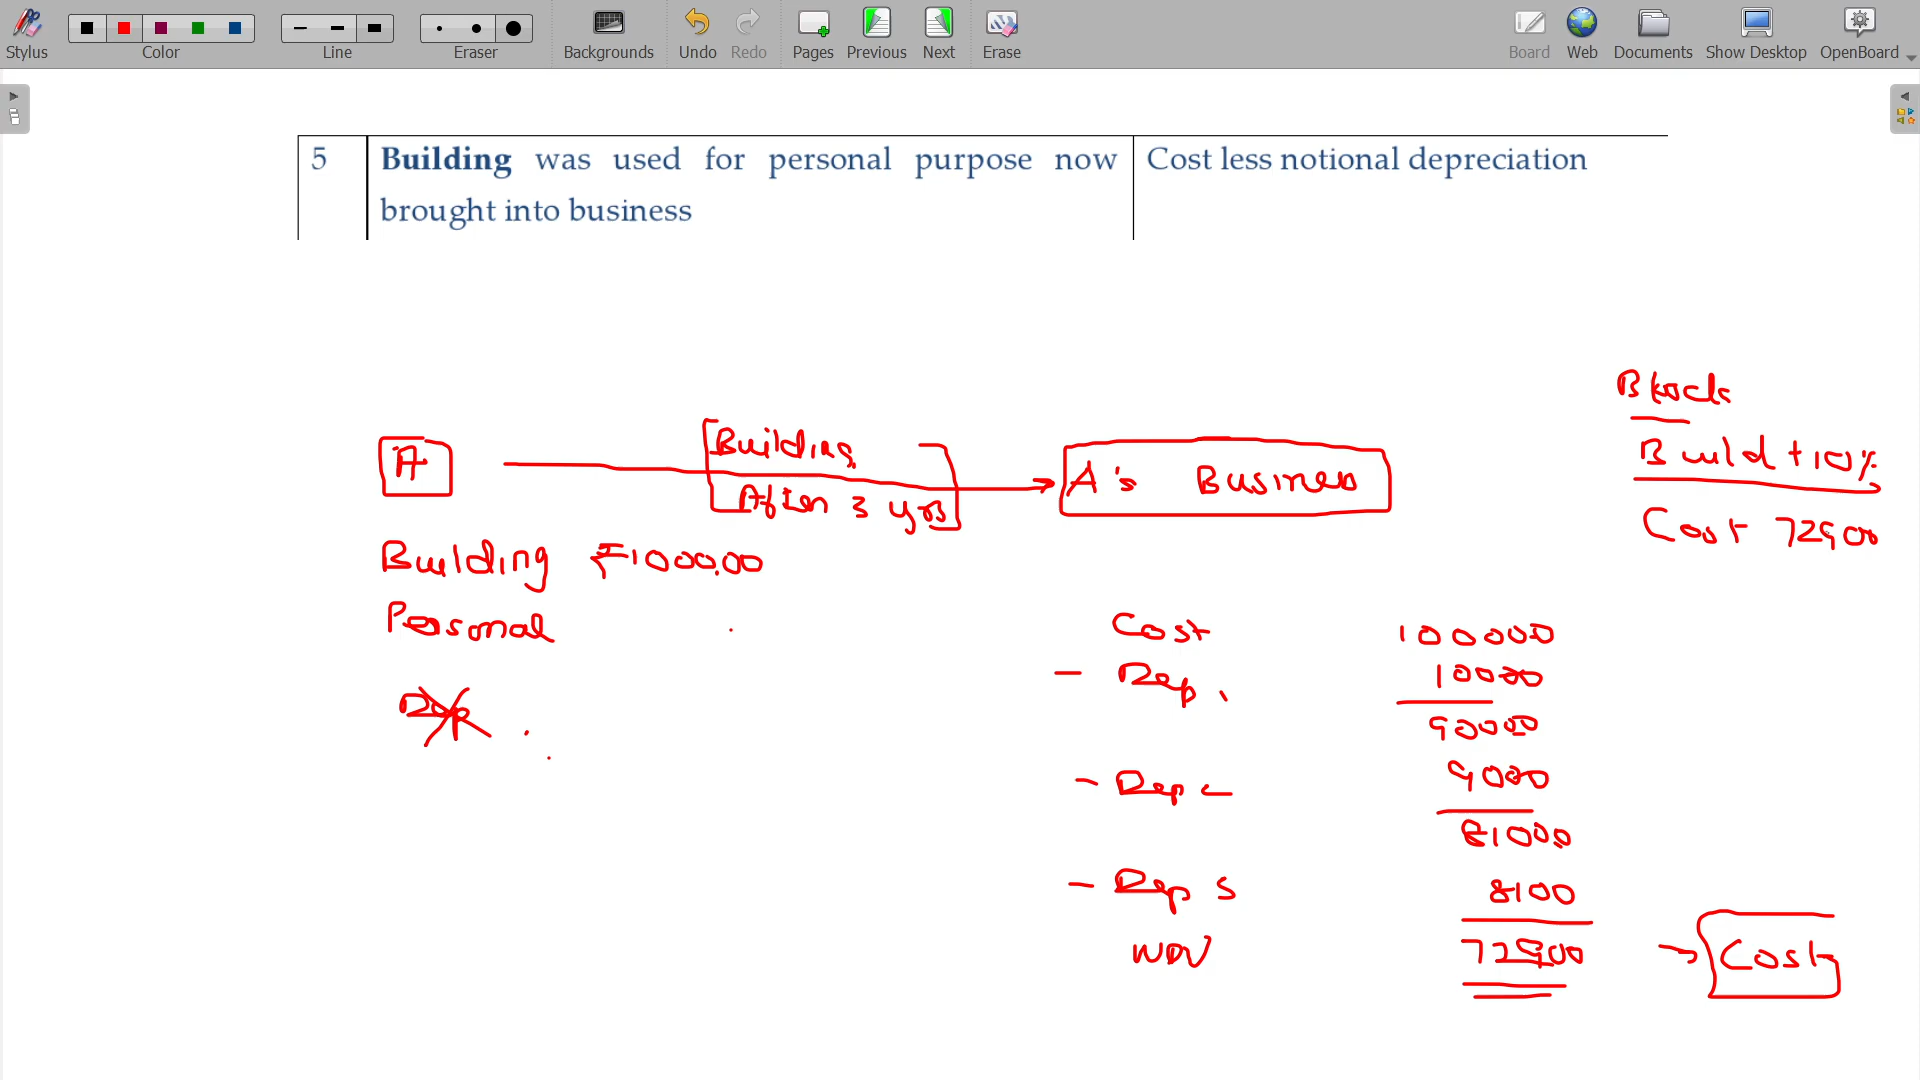 Stylus
Color
Line
Eraser
Backgrounds
Undo
Redo
Pages
Previous
Next
Erase
Board
Web
Documents
Show Desktop
OpenBoard
5
Building was used for personal purpose now
brought into business
Cost less notional depreciation
Block
Build + 10%
Cost 72900
A
Building
After 3 yrs
A's Business
Building ₹100000
Personal
Dep
Cost 100000
- Dep 10000
90000
- Dep 9000
81000
- Dep 8100
WDV 72900
Cost